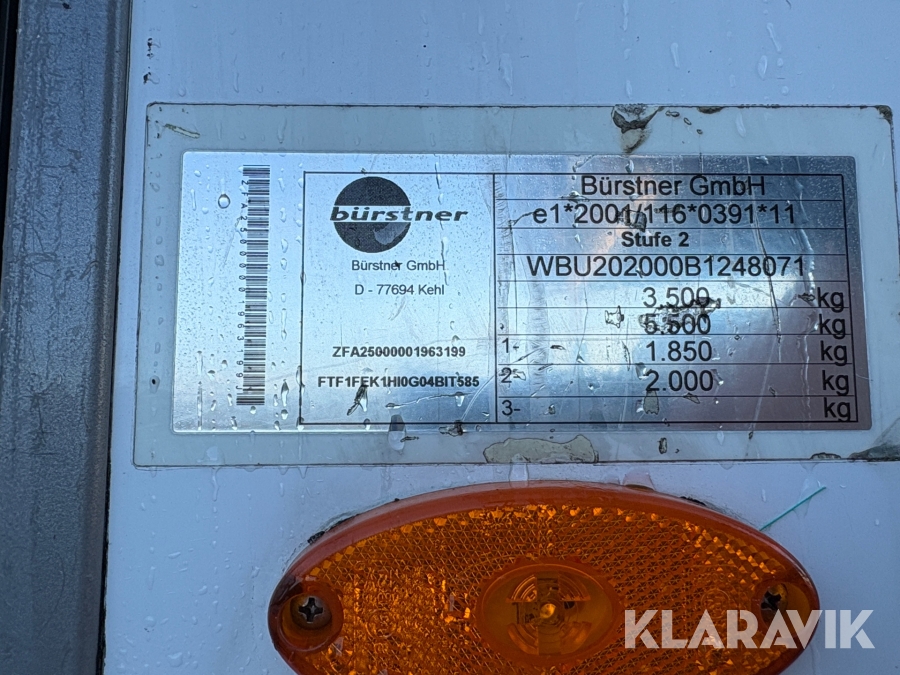 bürstner
Bürstner GmbH
D - 77694 Kehl
ZFA25000001963199
FTF1FEK1HI0G04BIT585
Bürstner GmbH
e1*2001/116*0391*11
Stufe 2
WBU202000B1248071
3.500 kg
5.500 kg
1- 1.850 kg
2- 2.000 kg
3- kg
KLARAVIK